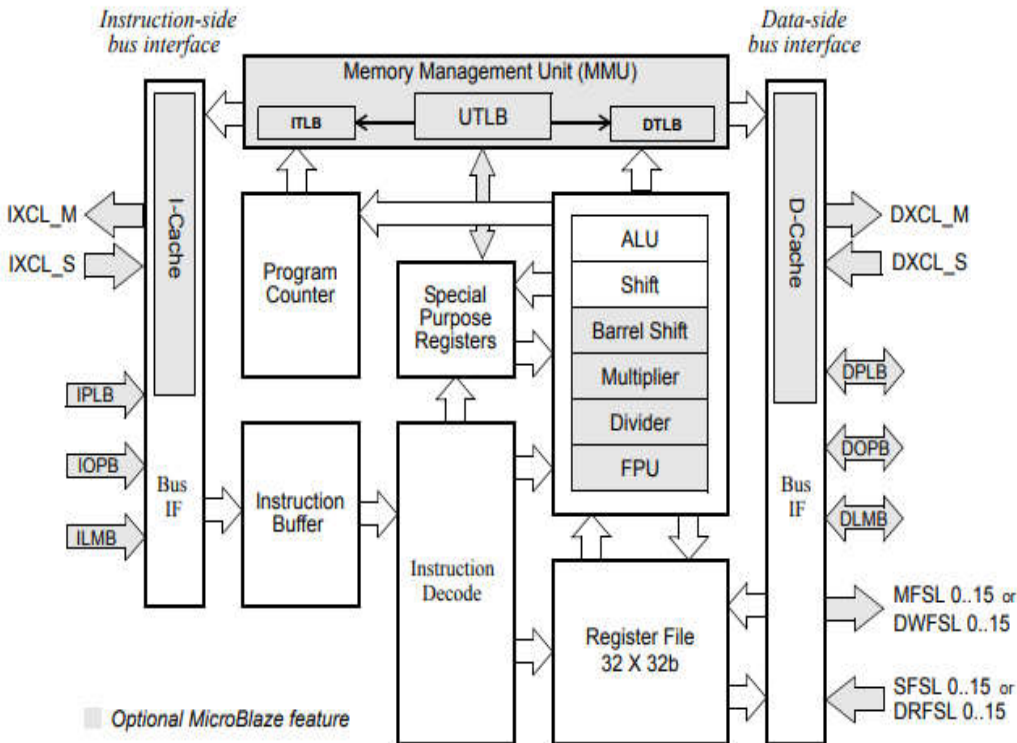 Instruction-side
bus interface
Data-side
bus interface
Memory Management Unit (MMU)
ITLB
UTLB
DTLB
I-Cache
D-Cache
IXCL_M
IXCL_S
DXCL_M
DXCL_S
Program
Counter
Special
Purpose
Registers
ALU
Shift
Barrel Shift
Multiplier
Divider
FPU
IPLB
IOPB
ILMB
Bus
IF
Instruction
Buffer
Instruction
Decode
Register File
32 X 32b
Bus
IF
DPLB
DOPB
DLMB
MFSL 0..15 or
DWFSL 0..15
SFSL 0..15 or
DRFSL 0..15
Optional MicroBlaze feature